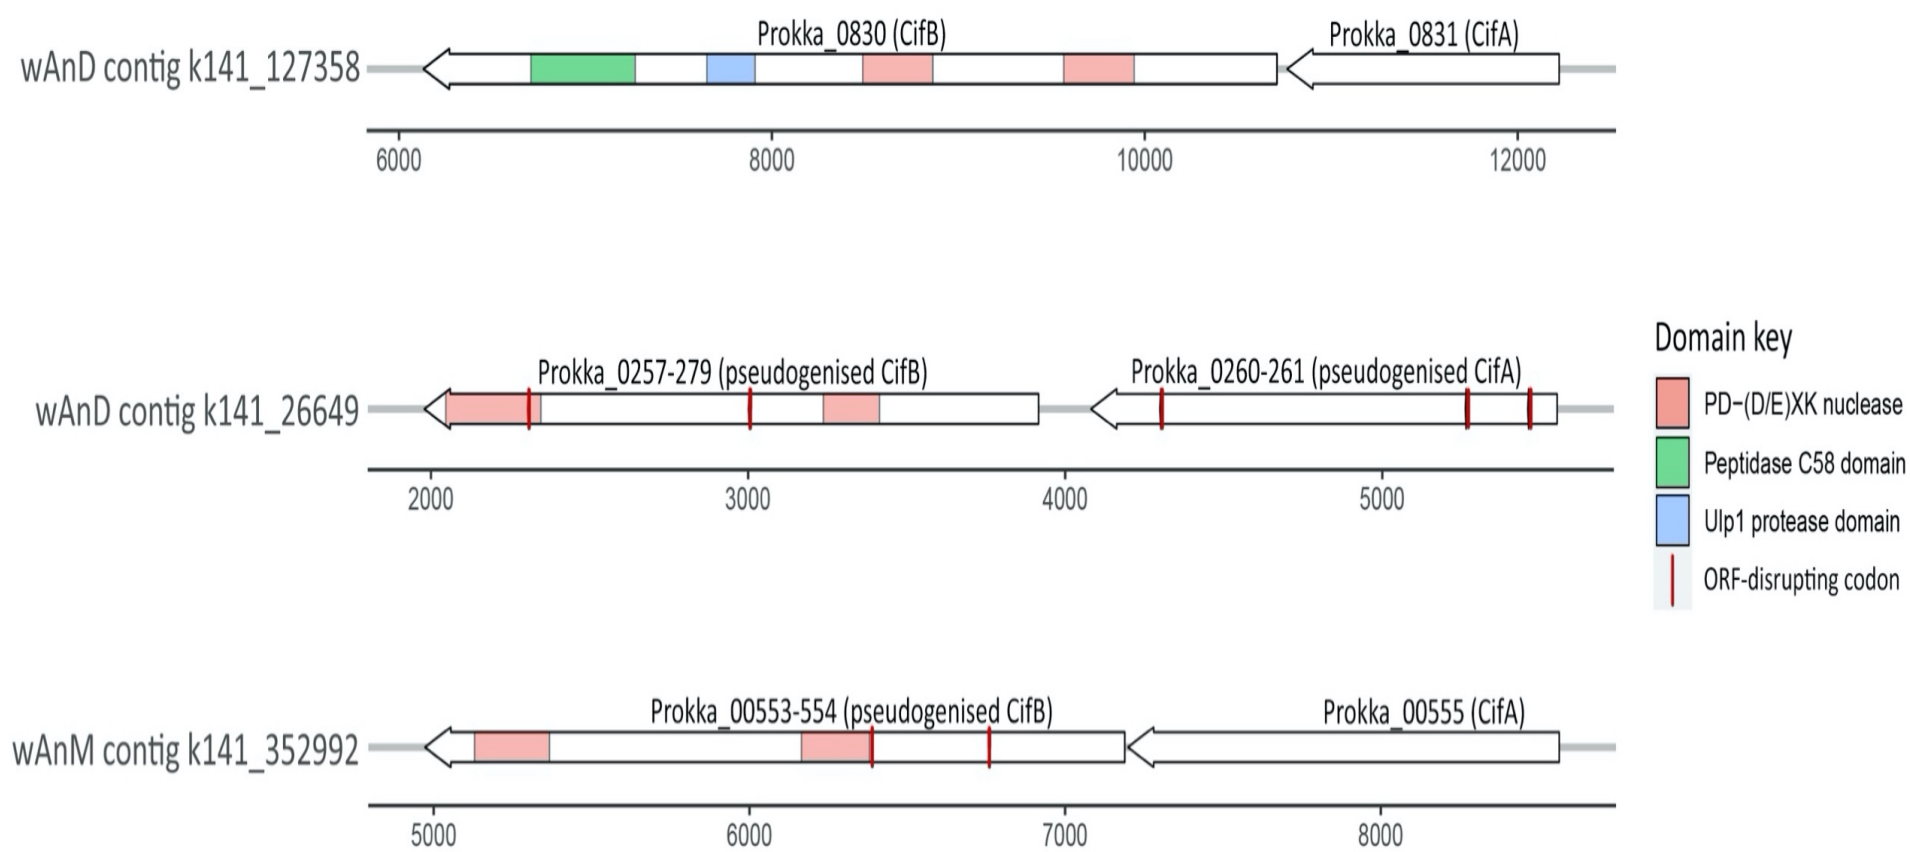 Prokka_0830 (CifB)
Prokka_0831 (CifA)
wAnD contig k141_127358
6000
8000
10000
12000
Prokka_0257-279 (pseudogenised CifB)
Prokka_0260-261 (pseudogenised CifA)
wAnD contig k141_26649
2000
3000
4000
5000
Domain key
PD−(D/E)XK nuclease
Peptidase C58 domain
Ulp1 protease domain
ORF-disrupting codon
Prokka_00553-554 (pseudogenised CifB)
Prokka_00555 (CifA)
wAnM contig k141_352992
5000
6000
7000
8000